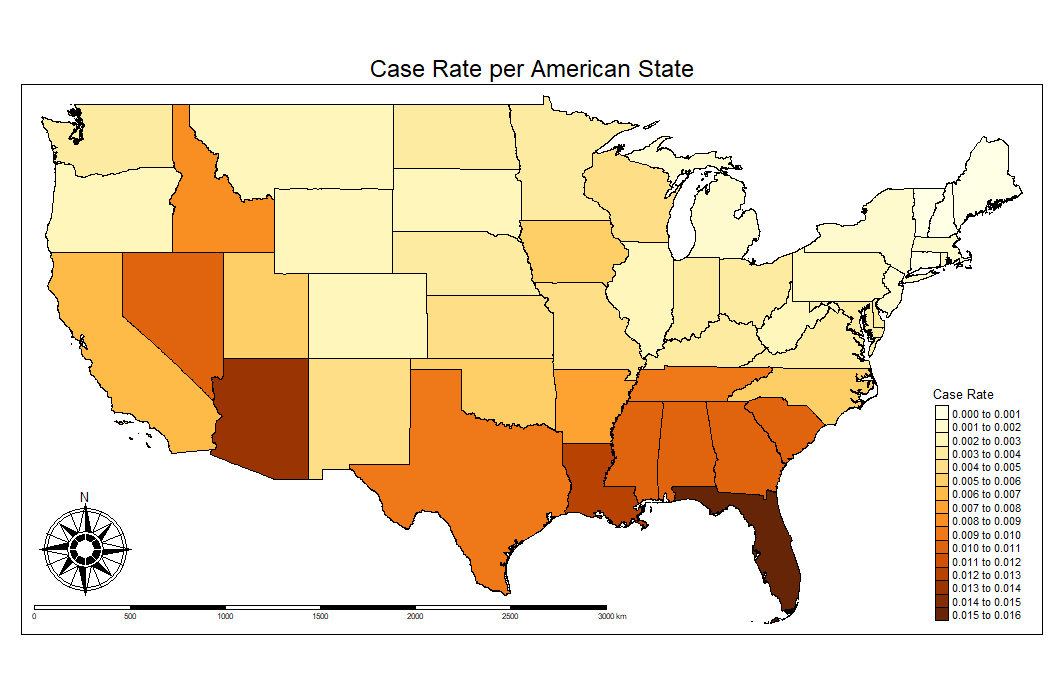 Case Rate per American State
Case Rate
0.000 to 0.001
0.001 to 0.002
0.002 to 0.003
0.003 to 0.004
0.004 to 0.005
0.005 to 0.006
0.006 to 0.007
0.007 to 0.008
0.008 to 0.009
0.009 to 0.010
0.010 to 0.011
0.011 to 0.012
0.012 to 0.013
0.013 to 0.014
0.014 to 0.015
0.015 to 0.016
N
0 500 1000 1500 2000 2500 3000 km